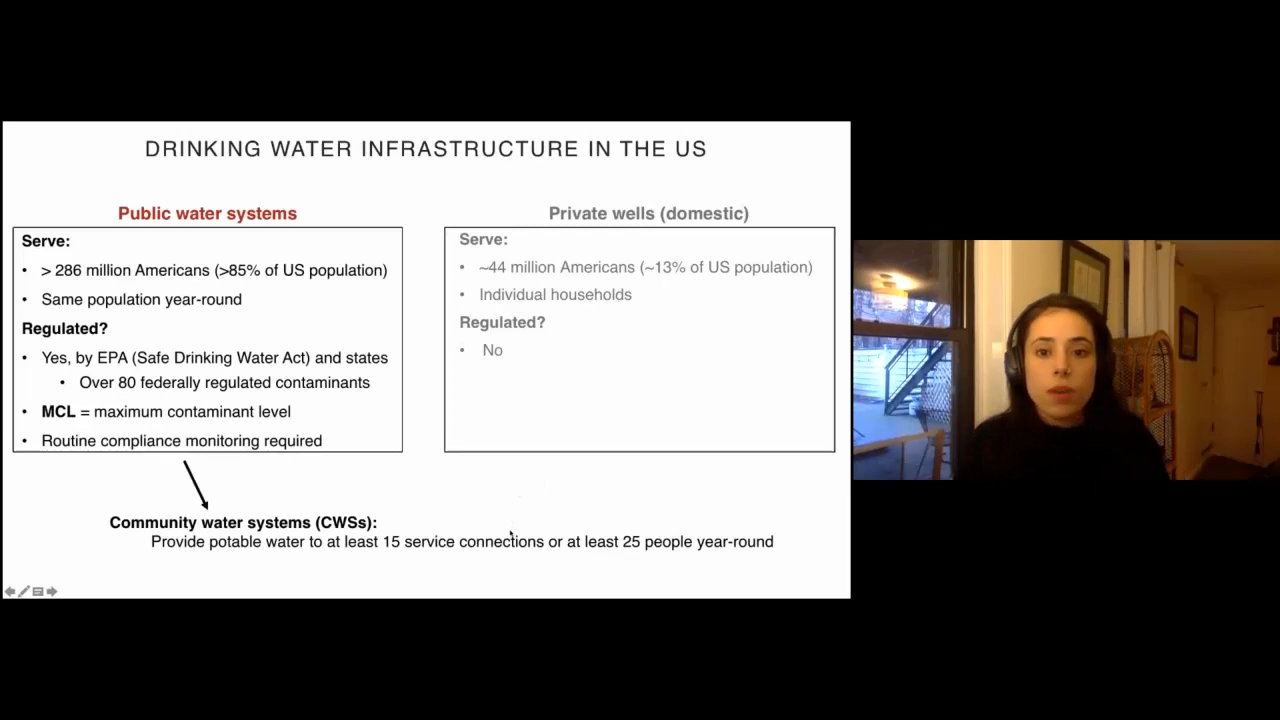 DRINKING WATER INFRASTRUCTURE IN THE US
Public water systems
Serve:
• > 286 million Americans (>85% of US population)
• Same population year-round
Regulated?
• Yes, by EPA (Safe Drinking Water Act) and states
• Over 80 federally regulated contaminants
• MCL = maximum contaminant level
• Routine compliance monitoring required
Private wells (domestic)
Serve:
• ~44 million Americans (~13% of US population)
• Individual households
Regulated?
• No
Community water systems (CWSs):
Provide potable water to at least 15 service connections or at least 25 people year-round